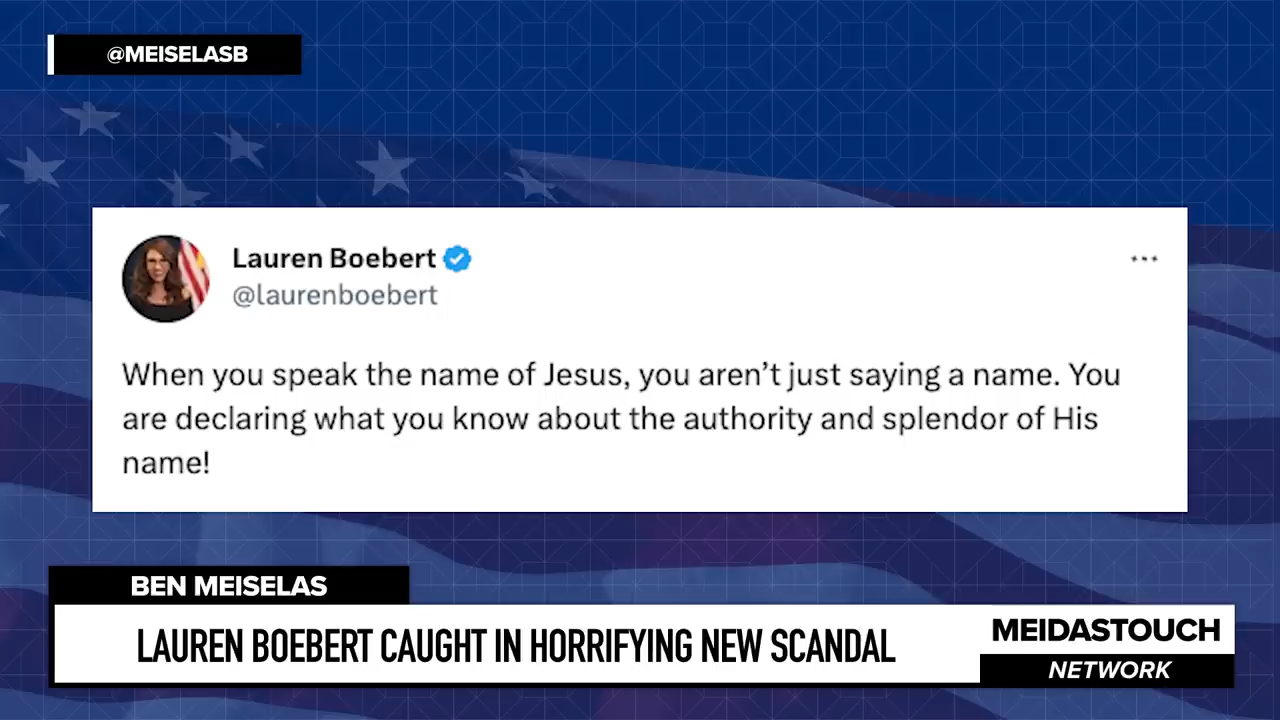 @MEISELASB
Lauren Boebert
@laurenboebert
When you speak the name of Jesus, you aren’t just saying a name. You
are declaring what you know about the authority and splendor of His
name!
BEN MEISELAS
LAUREN BOEBERT CAUGHT IN HORRIFYING NEW SCANDAL
MEIDASTOUCH
NETWORK